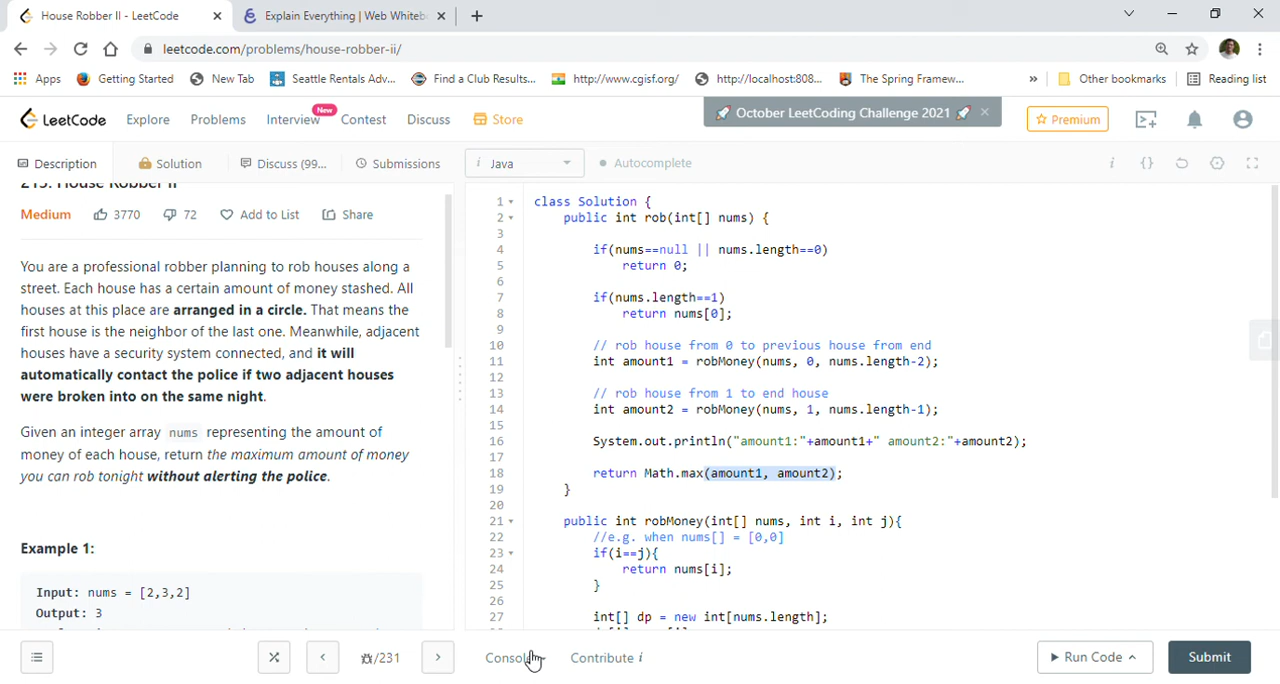 House Robber II - LeetCode
Explain Everything | Web Whiteb
leetcode.com/problems/house-robber-ii/
Apps Getting Started New Tab Seattle Rentals Adv... Find a Club Results... http://www.cgisf.org/ http://localhost:808... The Spring Framew... » Other bookmarks Reading list
LeetCode Explore Problems Interview New Contest Discuss Store October LeetCoding Challenge 2021 Premium
Description Solution Discuss (99... Submissions i Java Autocomplete
213. House Robber II
Medium 3770 72 Add to List Share
You are a professional robber planning to rob houses along a
street. Each house has a certain amount of money stashed. All
houses at this place are arranged in a circle. That means the
first house is the neighbor of the last one. Meanwhile, adjacent
houses have a security system connected, and it will
automatically contact the police if two adjacent houses
were broken into on the same night.
Given an integer array nums representing the amount of
money of each house, return the maximum amount of money
you can rob tonight without alerting the police.
Example 1:
Input: nums = [2,3,2]
Output: 3
1 class Solution {
2 public int rob(int[] nums) {
3
4 if(nums==null || nums.length==0)
5 return 0;
6
7 if(nums.length==1)
8 return nums[0];
9
10 // rob house from 0 to previous house from end
11 int amount1 = robMoney(nums, 0, nums.length-2);
12
13 // rob house from 1 to end house
14 int amount2 = robMoney(nums, 1, nums.length-1);
15
16 System.out.println("amount1:"+amount1+" amount2:"+amount2);
17
18 return Math.max(amount1, amount2);
19 }
20
21 public int robMoney(int[] nums, int i, int j){
22 //e.g. when nums[] = [0,0]
23 if(i==j){
24 return nums[i];
25 }
26
27 int[] dp = new int[nums.length];
/231 Consol Contribute i Run Code Submit